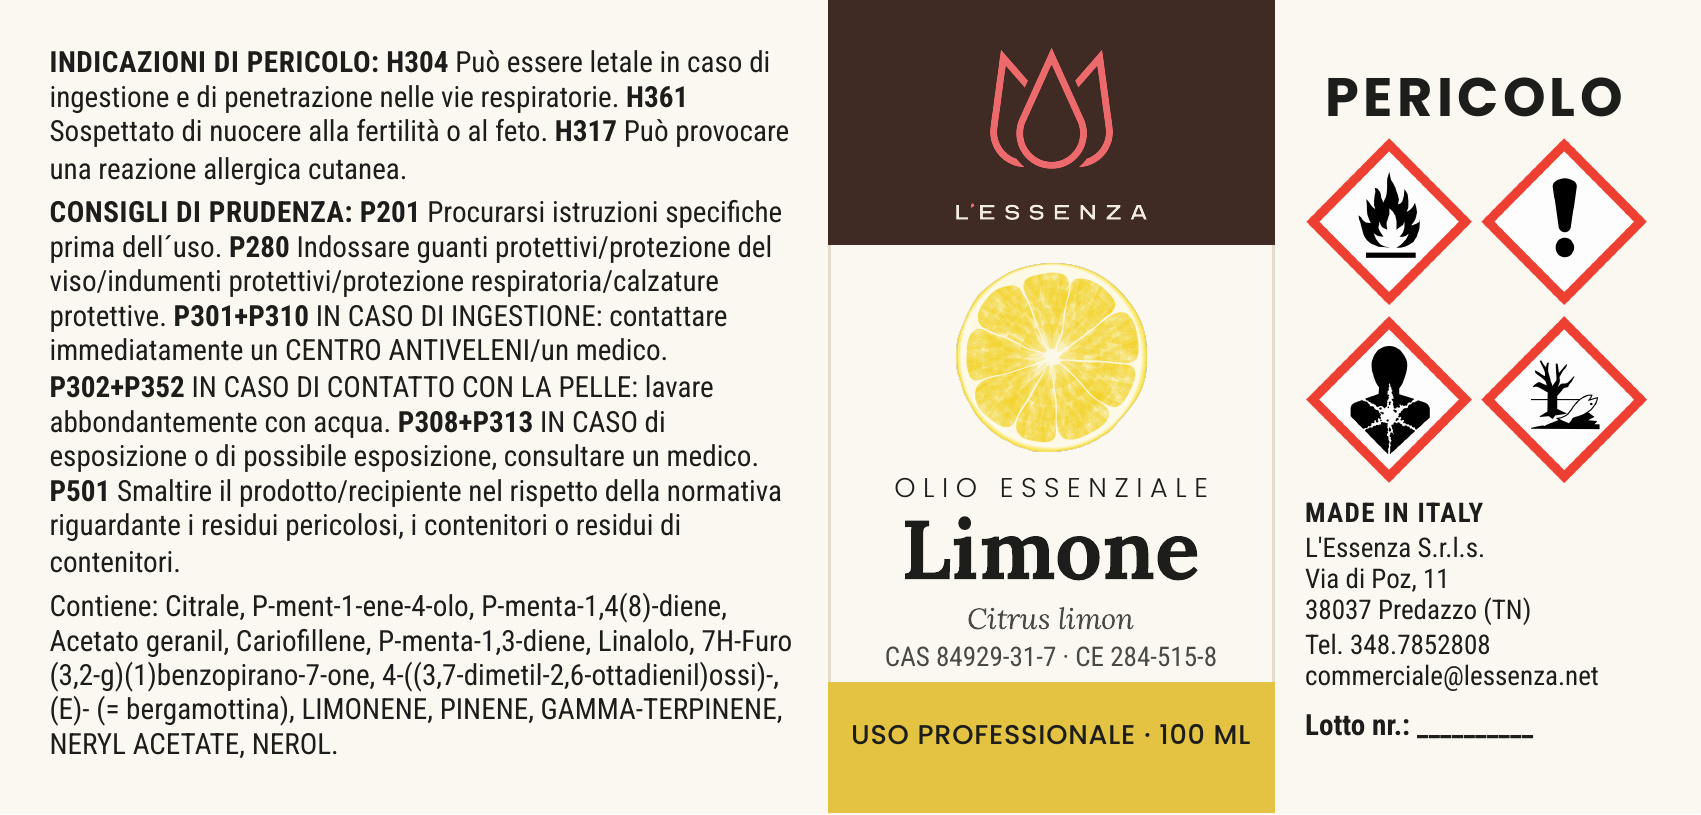 INDICAZIONI DI PERICOLO: H304 Può essere letale in caso di
ingestione e di penetrazione nelle vie respiratorie. H361
Sospettato di nuocere alla fertilità o al feto. H317 Può provocare
una reazione allergica cutanea.
CONSIGLI DI PRUDENZA: P201 Procurarsi istruzioni specifiche
prima dell´uso. P280 Indossare guanti protettivi/protezione del
viso/indumenti protettivi/protezione respiratoria/calzature
protettive. P301+P310 IN CASO DI INGESTIONE: contattare
immediatamente un CENTRO ANTIVELENI/un medico.
P302+P352 IN CASO DI CONTATTO CON LA PELLE: lavare
abbondantemente con acqua. P308+P313 IN CASO di
esposizione o di possibile esposizione, consultare un medico.
P501 Smaltire il prodotto/recipiente nel rispetto della normativa
riguardante i residui pericolosi, i contenitori o residui di
contenitori.
Contiene: Citrale, P-ment-1-ene-4-olo, P-menta-1,4(8)-diene,
Acetato geranil, Cariofillene, P-menta-1,3-diene, Linalolo, 7H-Furo
(3,2-g)(1)benzopirano-7-one, 4-((3,7-dimetil-2,6-ottadienil)ossi)-,
(E)- (= bergamottina), LIMONENE, PINENE, GAMMA-TERPINENE,
NERYL ACETATE, NEROL.
L'ESSENZA
OLIO ESSENZIALE
Limone
Citrus limon
CAS 84929-31-7 · CE 284-515-8
USO PROFESSIONALE · 100 ML
PERICOLO
MADE IN ITALY
L'Essenza S.r.l.s.
Via di Poz, 11
38037 Predazzo (TN)
Tel. 348.7852808
commerciale@lessenza.net
Lotto nr.: __________